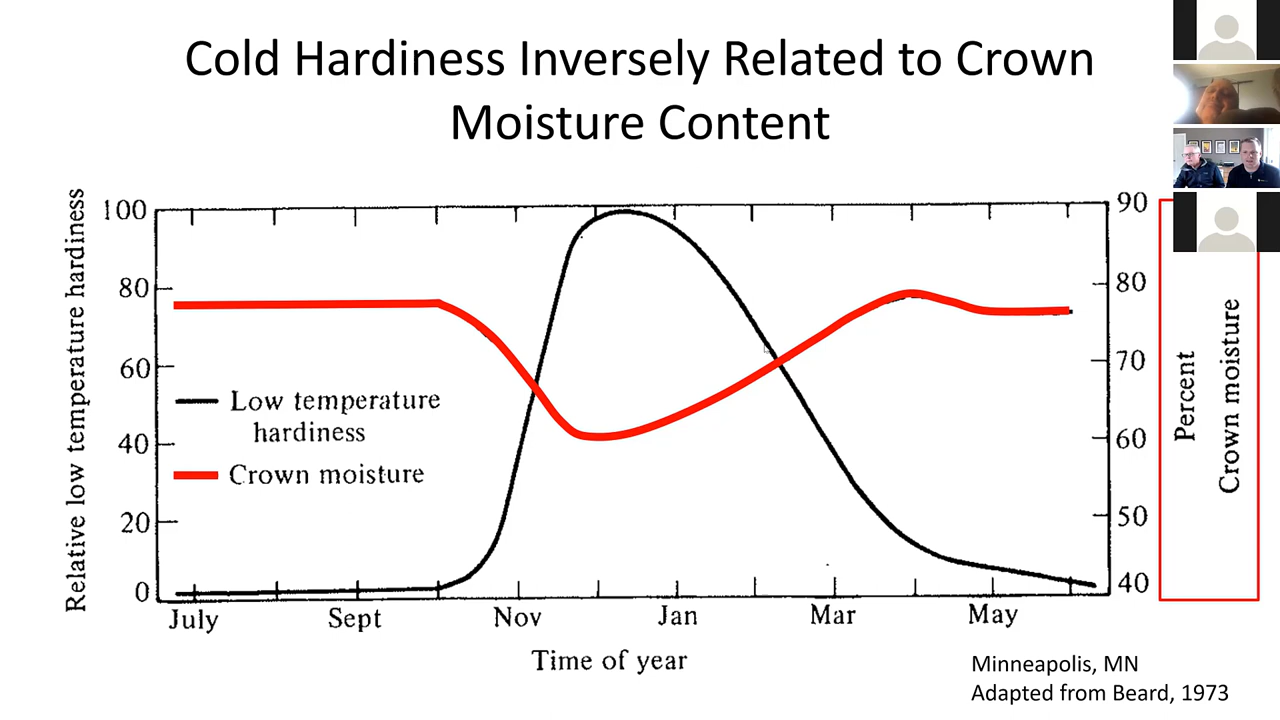 Cold Hardiness Inversely Related to Crown
Moisture Content
Relative low temperature hardiness
100
80
60
40
20
0
90
80
70
60
50
40
Percent
Crown moisture
Low temperature
hardiness
Crown moisture
July
Sept
Nov
Jan
Mar
May
Time of year
Minneapolis, MN
Adapted from Beard, 1973